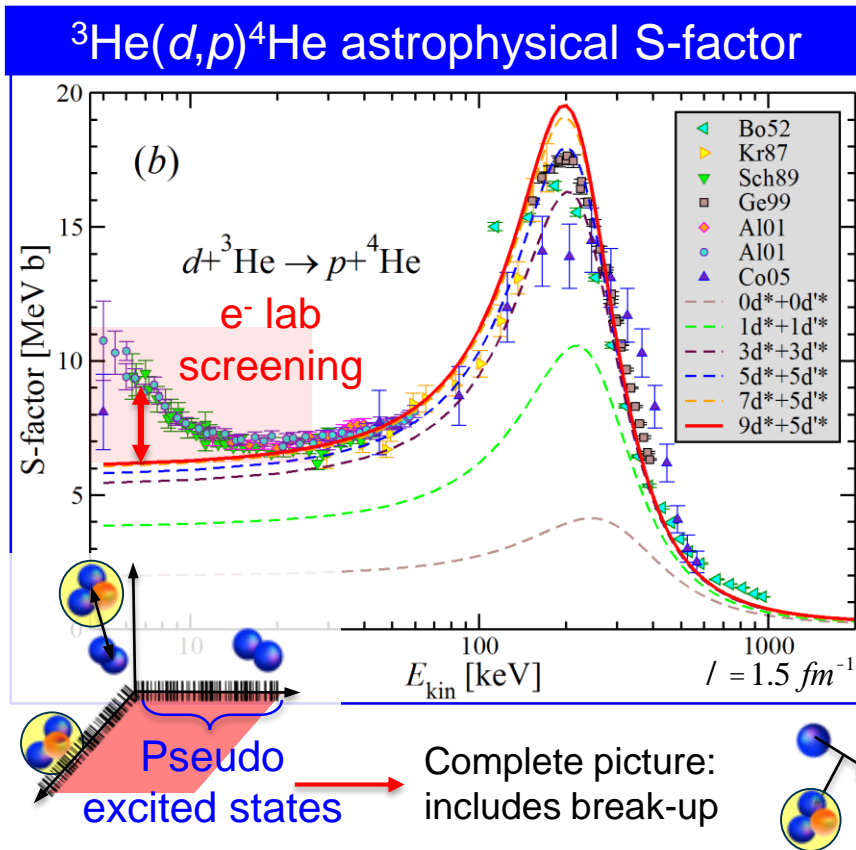 ³He(d,p)⁴He astrophysical S-factor
20
15
10
5
0
S-factor [MeV b]
(b)
d+³He → p+⁴He
e⁻ lab
screening
Bo52
Kr87
Sch89
Ge99
Al01
Al01
Co05
0d*+0d'*
1d*+1d'*
3d*+3d'*
5d*+5d'*
7d*+5d'*
9d*+5d'*
10
100
1000
E_kin [keV]
l = 1.5 fm⁻¹
Pseudo
excited states
Complete picture:
includes break-up